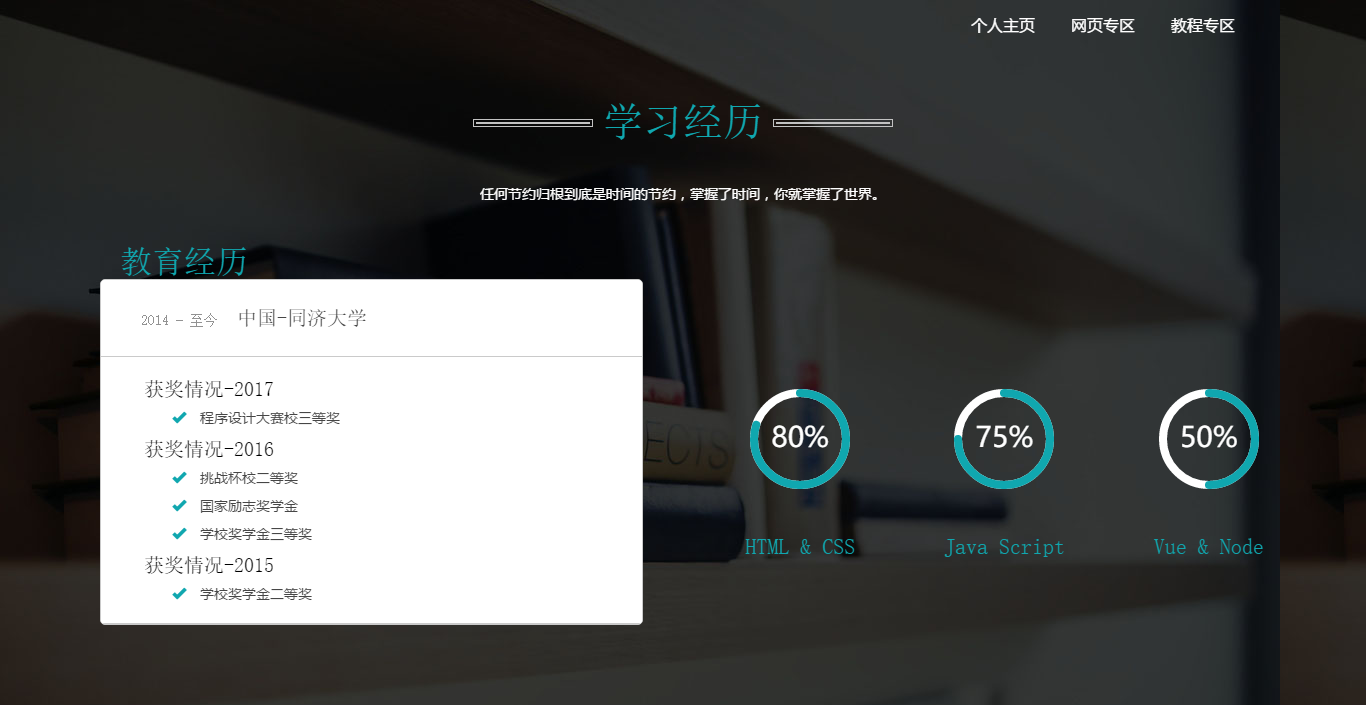 个人主页 网页专区 教程专区
学习经历
任何节约归根到底是时间的节约，掌握了时间，你就掌握了世界。
教育经历
2014 - 至今 中国-同济大学
获奖情况-2017
程序设计大赛校三等奖
获奖情况-2016
挑战杯校二等奖
国家励志奖学金
学校奖学金三等奖
获奖情况-2015
学校奖学金二等奖
80% 75% 50%
HTML & CSS Java Script Vue & Node
ECTS